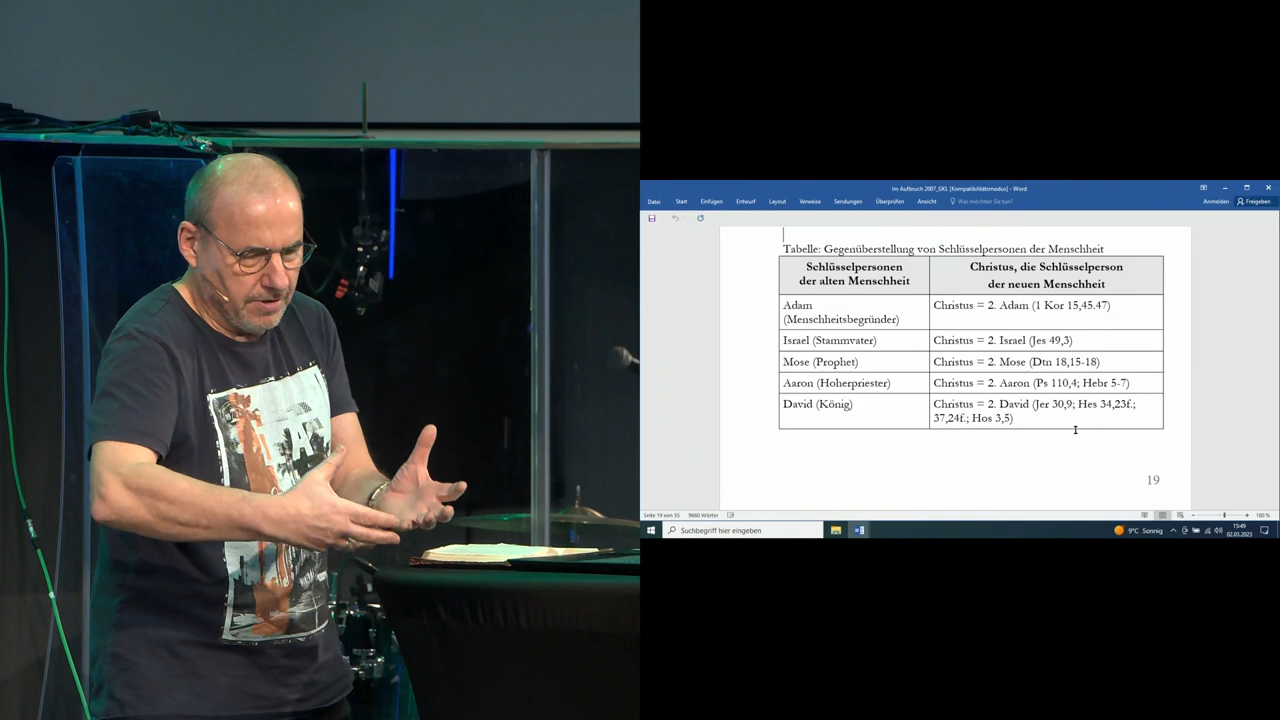 Im Aufbruch 2007_GKL [Kompatibilitätsmodus] - Word
Datei Start Einfügen Entwurf Layout Verweise Sendungen Überprüfen Ansicht Was möchten Sie tun? Anmelden Freigeben
Tabelle: Gegenüberstellung von Schlüsselpersonen der Menschheit
Schlüsselpersonen
der alten Menschheit
Christus, die Schlüsselperson
der neuen Menschheit
Adam
(Menschheitsbegründer)
Christus = 2. Adam (1 Kor 15,45.47)
Israel (Stammvater)
Christus = 2. Israel (Jes 49,3)
Mose (Prophet)
Christus = 2. Mose (Dtn 18,15-18)
Aaron (Hoherpriester)
Christus = 2. Aaron (Ps 110,4; Hebr 5-7)
David (König)
Christus = 2. David (Jer 30,9; Hes 34,23f.;
37,24f.; Hos 3,5)
19
Seite 19 von 55 9660 Wörter
180 %
Suchbegriff hier eingeben
9°C Sonnig
15:49
02.03.2023